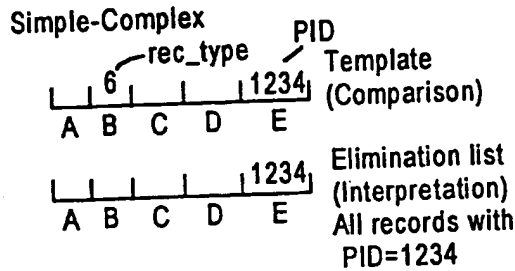 Simple-Complex
PID
rec_type
6 1234 Template
(Comparison)
A B C D E
1234 Elimination list
(Interpretation)
A B C D E
All records with
PID=1234